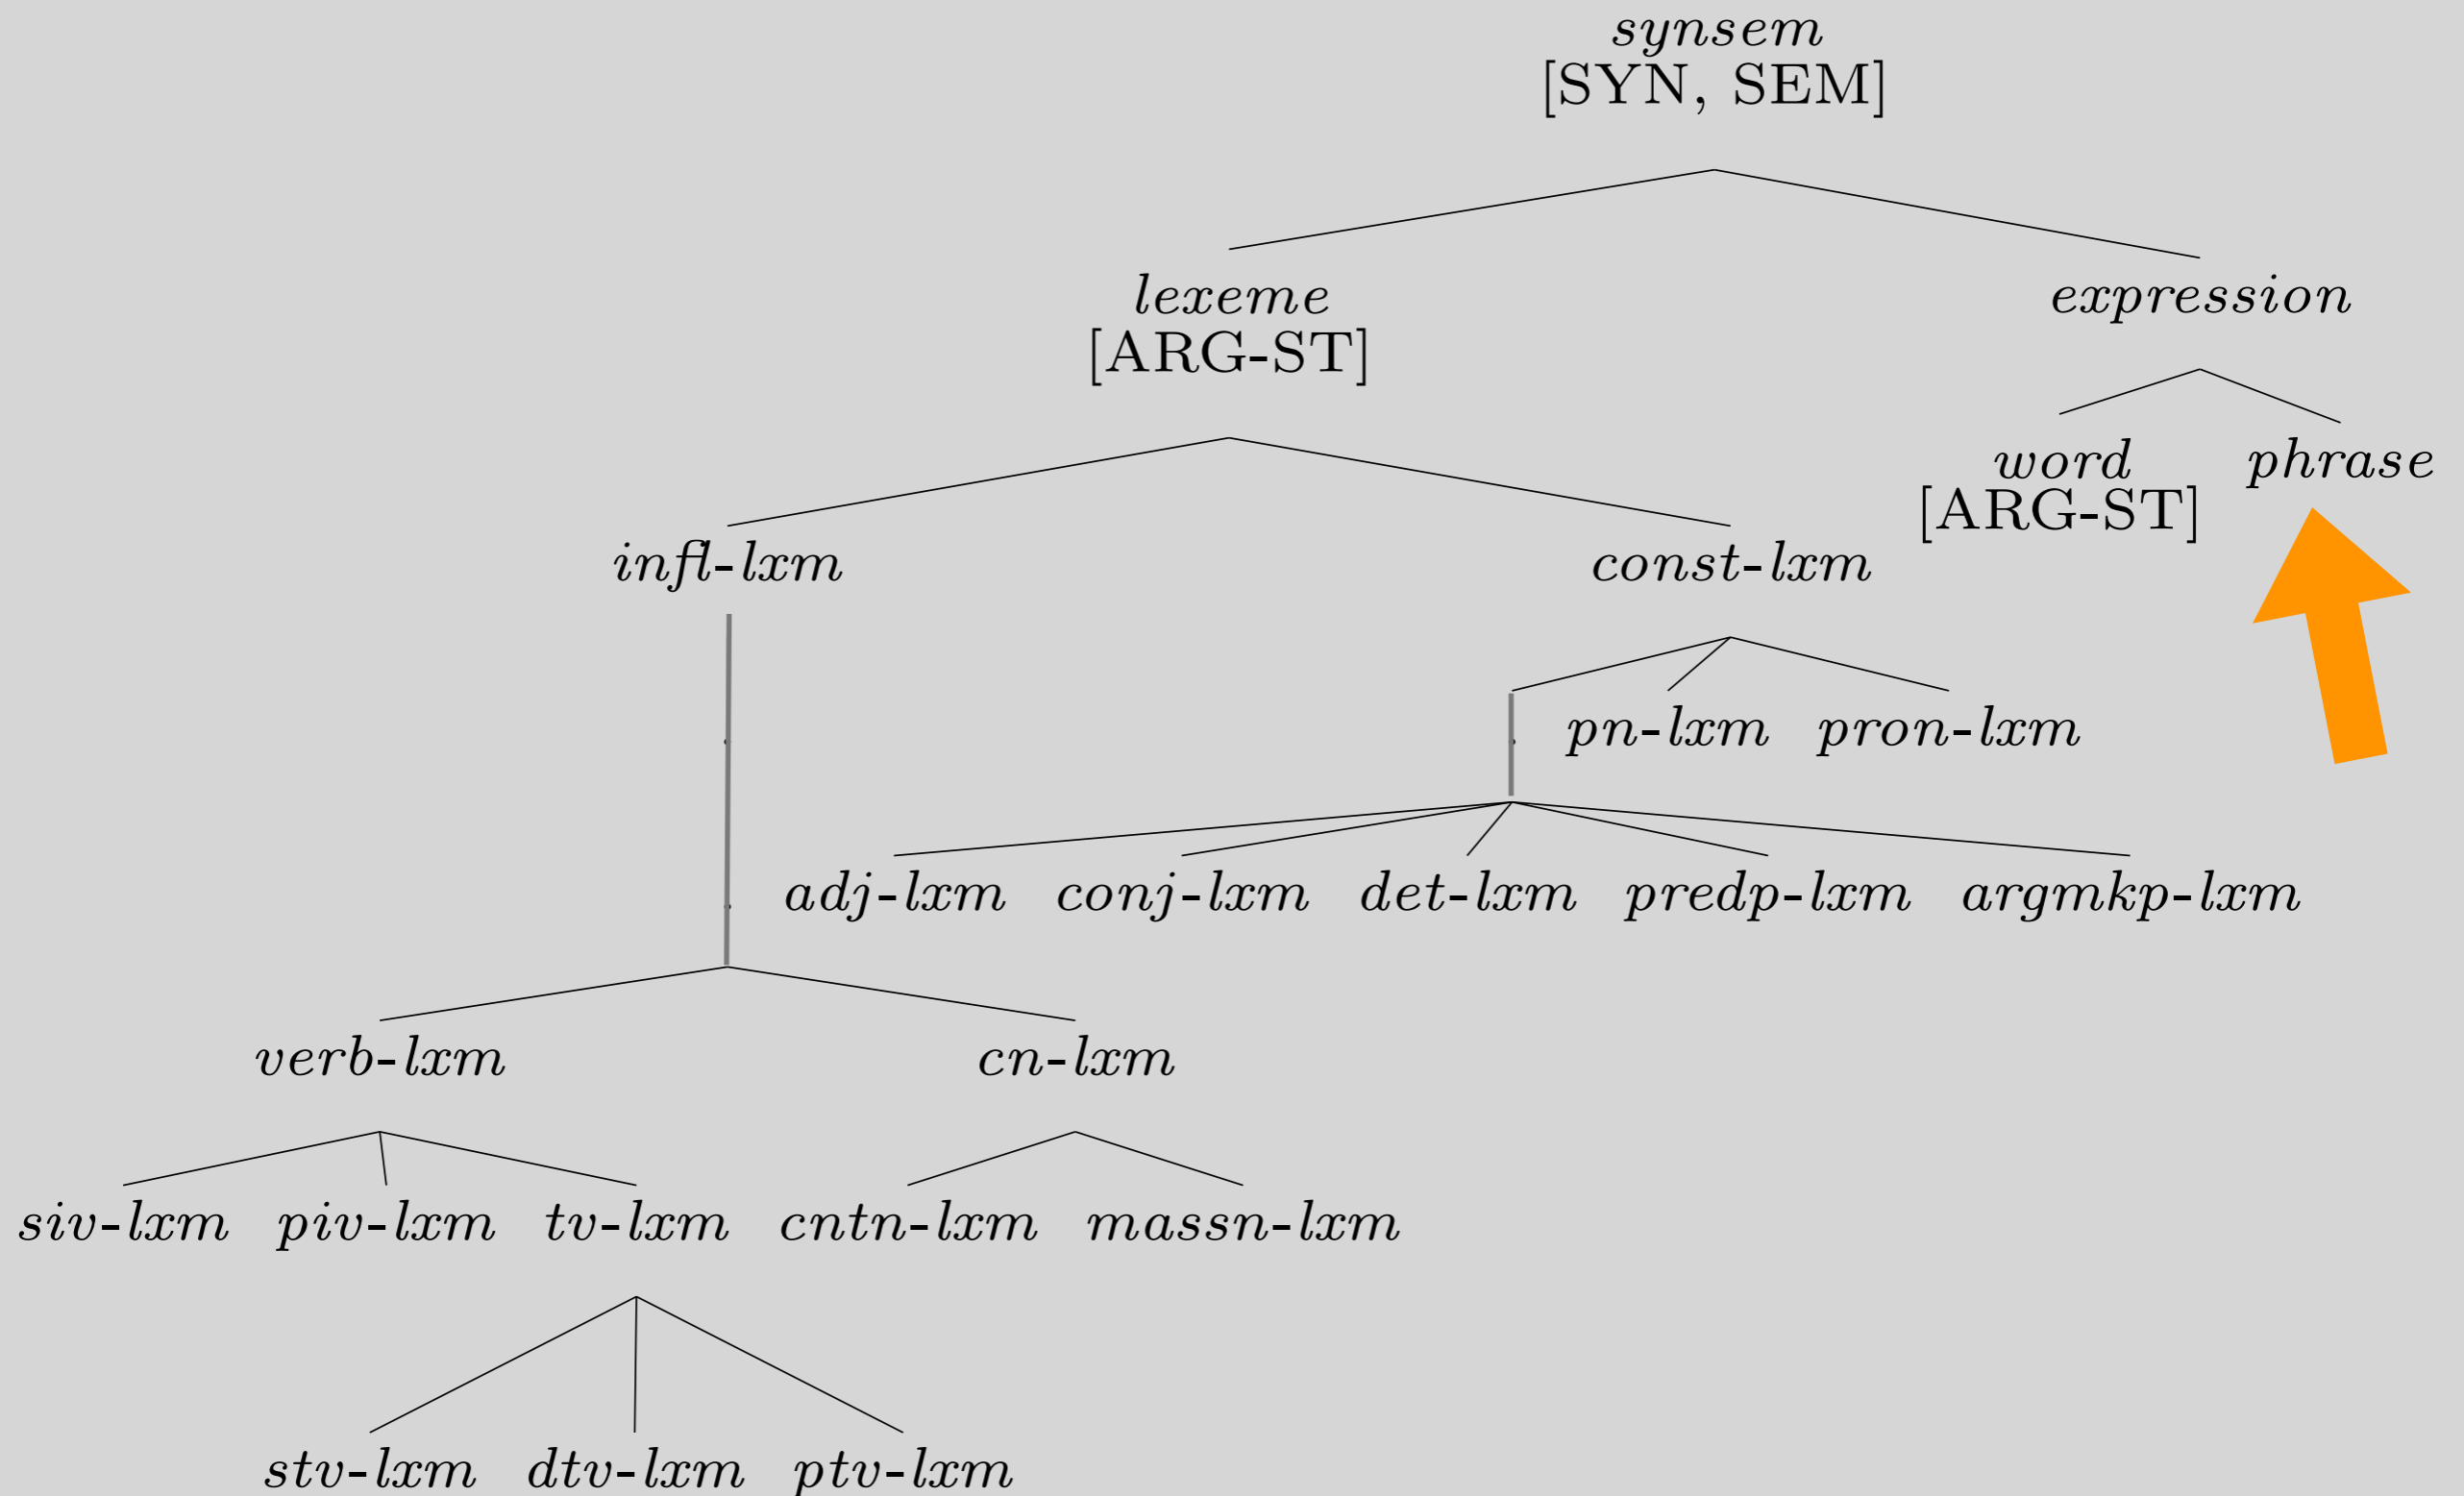 synsem
[SYN, SEM]
lexeme
[ARG-ST]
expression
word
[ARG-ST]
phrase
infl-lxm
const-lxm
pn-lxm
pron-lxm
adj-lxm
conj-lxm
det-lxm
predp-lxm
argmkp-lxm
verb-lxm
cn-lxm
siv-lxm
piv-lxm
tv-lxm
cntn-lxm
massn-lxm
stv-lxm
dtv-lxm
ptv-lxm